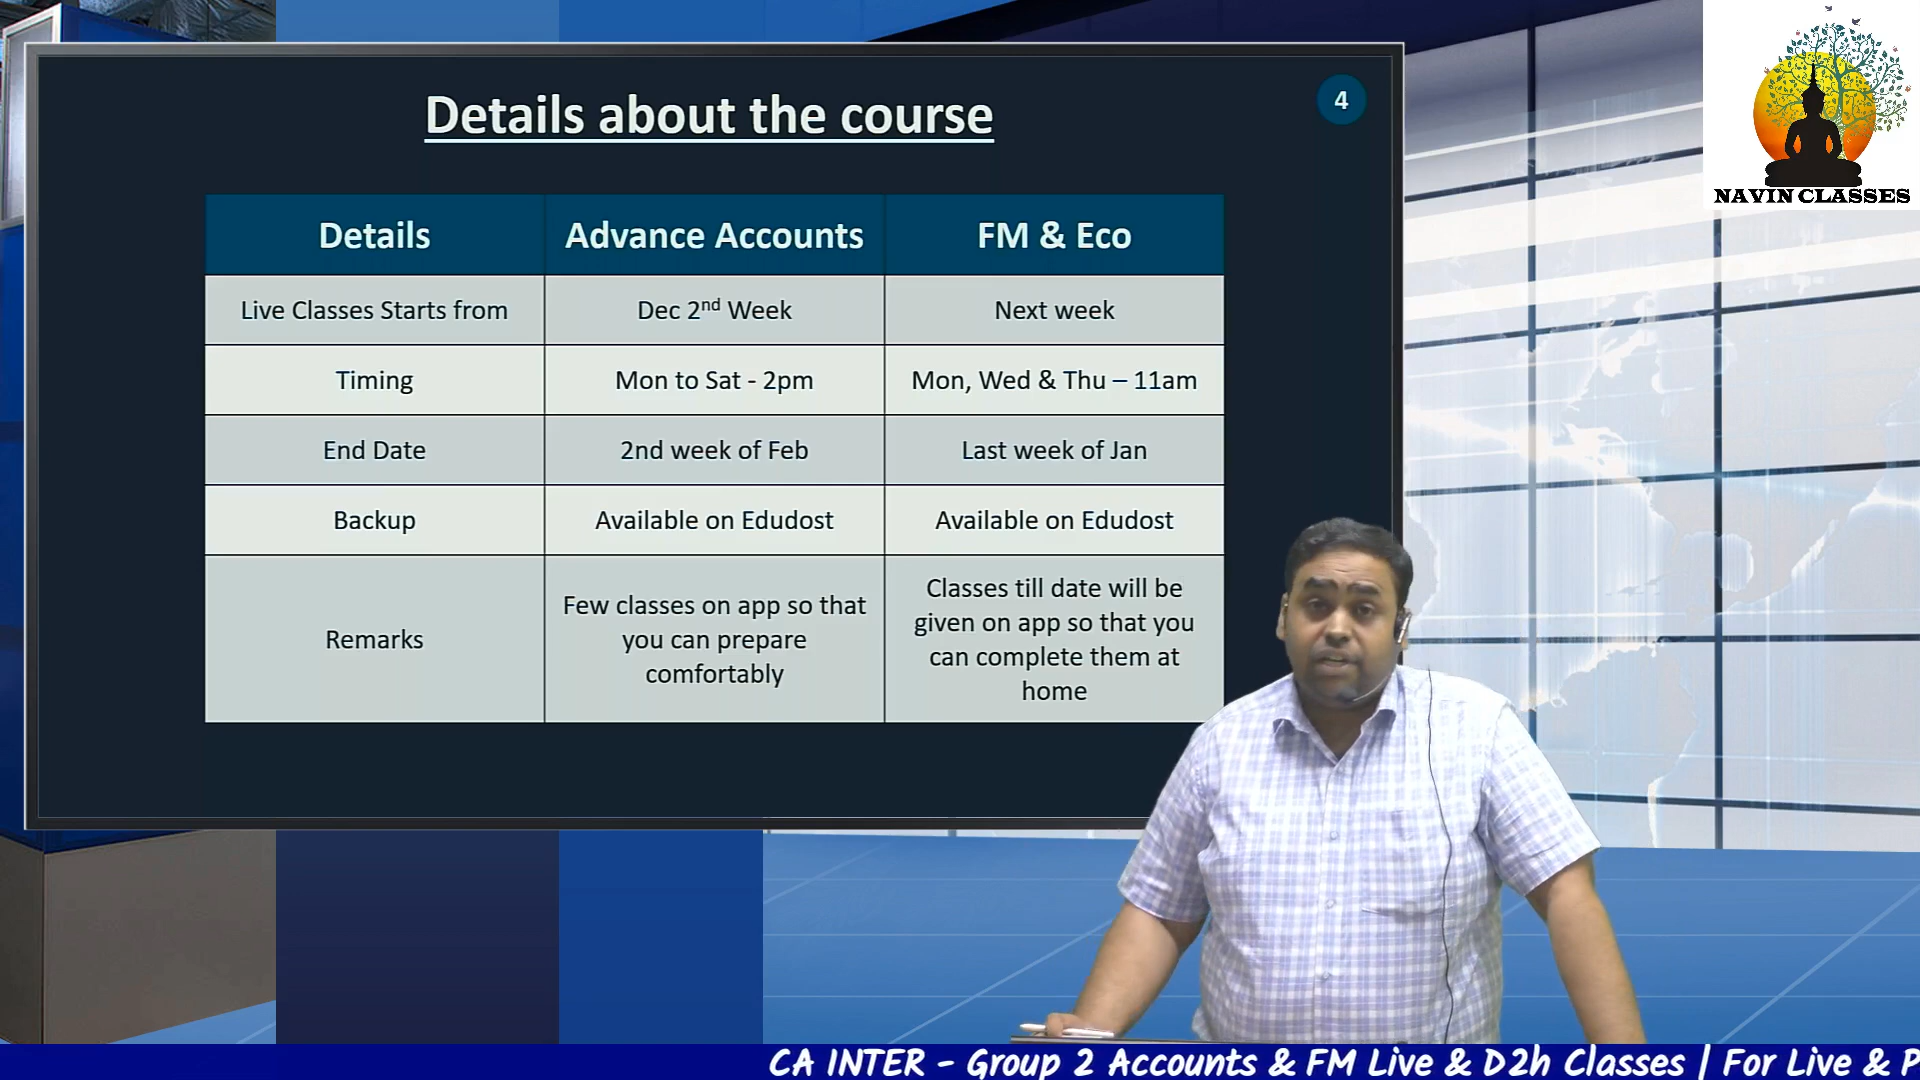 Details about the course
4
NAVIN CLASSES
Details Advance Accounts FM & Eco
Live Classes Starts from Dec 2nd Week Next week
Timing Mon to Sat - 2pm Mon, Wed & Thu – 11am
End Date 2nd week of Feb Last week of Jan
Backup Available on Edudost Available on Edudost
Remarks
Few classes on app so that
you can prepare
comfortably
Classes till date will be
given on app so that you
can complete them at
home
CA INTER - Group 2 Accounts & FM Live & D2h Classes | For Live & P